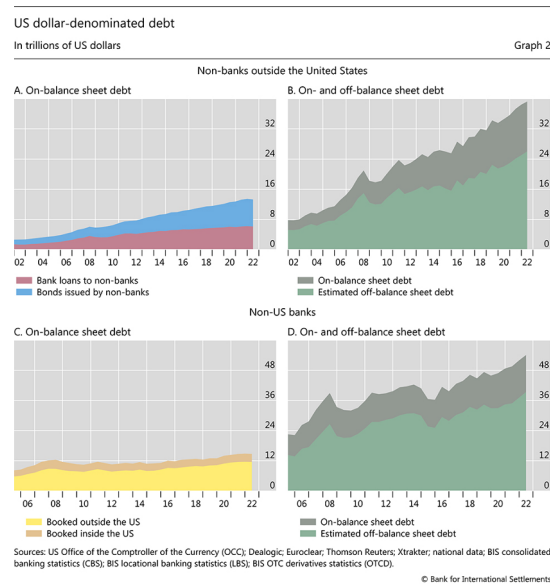 US dollar-denominated debt
In trillions of US dollars
Graph 2
Non-banks outside the United States
A. On-balance sheet debt
B. On- and off-balance sheet debt
32
24
16
8
0
02 04 06 08 10 12 14 16 18 20 22
32
24
16
8
0
02 04 06 08 10 12 14 16 18 20 22
Bank loans to non-banks
Bonds issued by non-banks
On-balance sheet debt
Estimated off-balance sheet debt
Non-US banks
C. On-balance sheet debt
D. On- and off-balance sheet debt
48
36
24
12
0
06 08 10 12 14 16 18 20 22
48
36
24
12
0
06 08 10 12 14 16 18 20 22
Booked outside the US
Booked inside the US
On-balance sheet debt
Estimated off-balance sheet debt
Sources: US Office of the Comptroller of the Currency (OCC); Dealogic; Euroclear; Thomson Reuters; Xtrakter; national data; BIS consolidated
banking statistics (CBS); BIS locational banking statistics (LBS); BIS OTC derivatives statistics (OTCD).
© Bank for International Settlements